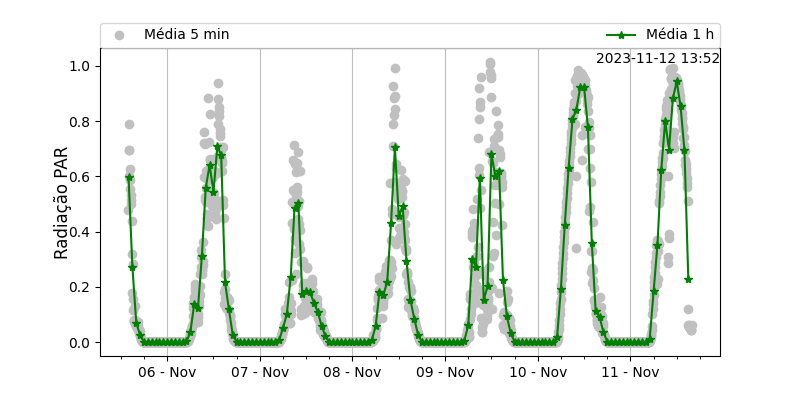 Média 5 min
Média 1 h
2023-11-12 13:52
Radiação PAR
1.0
0.8
0.6
0.4
0.2
0.0
06 - Nov
07 - Nov
08 - Nov
09 - Nov
10 - Nov
11 - Nov